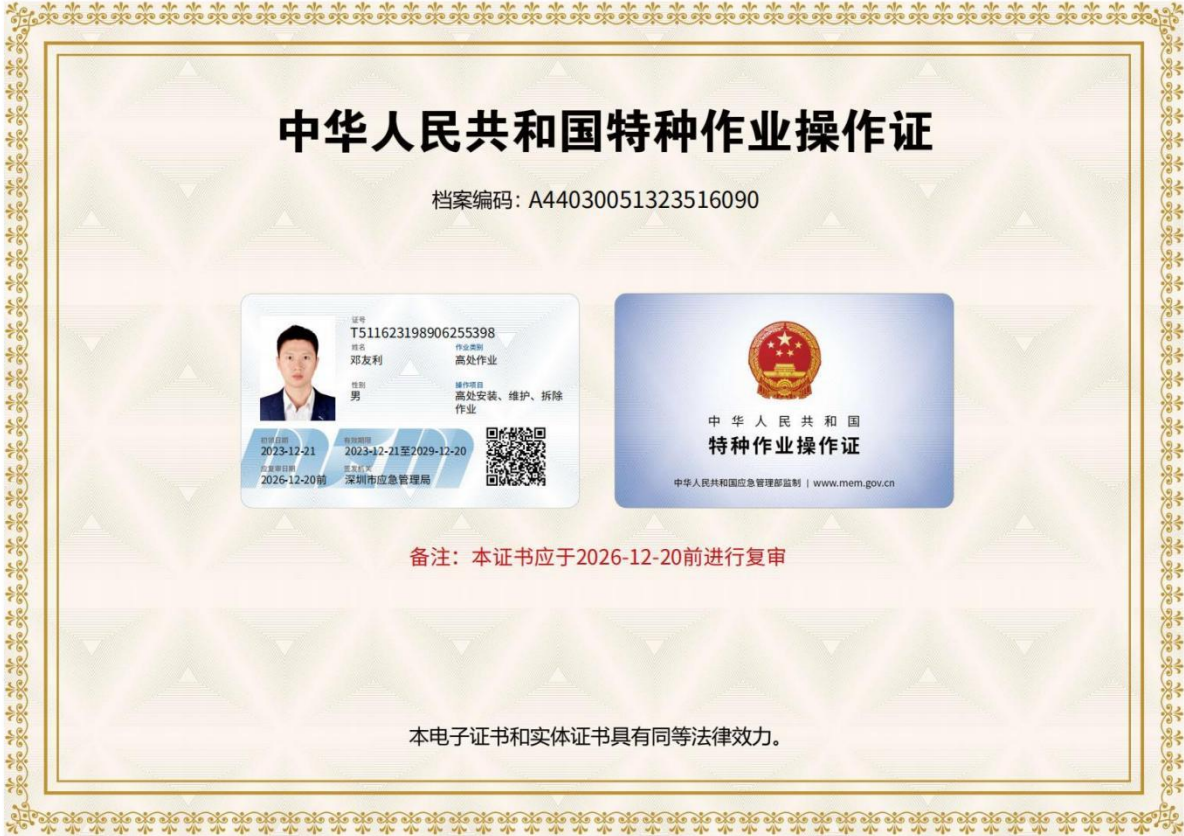 中华人民共和国特种作业操作证
档案编码：A44030051323516090
证号
T511623198906255398
姓名 作业类别
邓友利 高处作业
性别 操作项目
男 高处安装、维护、拆除
作业
初领日期 有效期限
2023-12-21 2023-12-21至2029-12-20
应复审日期 签发机关
2026-12-20前 深圳市应急管理局
中华人民共和国
特种作业操作证
中华人民共和国应急管理部监制 | www.mem.gov.cn
备注：本证书应于2026-12-20前进行复审
本电子证书和实体证书具有同等法律效力。